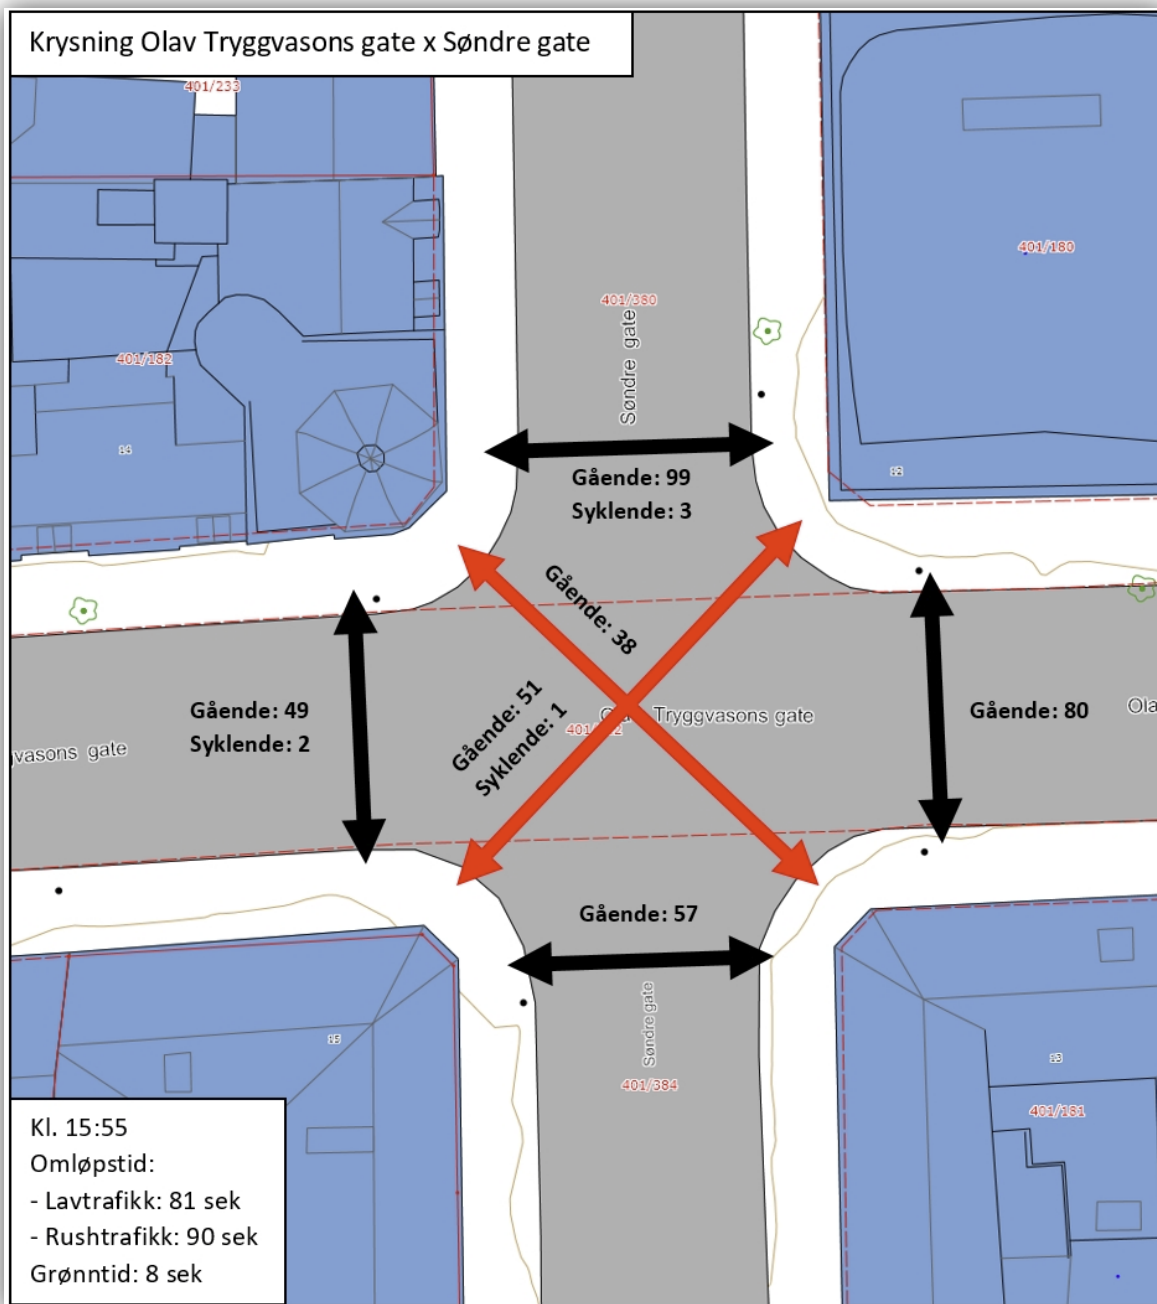 Krysning Olav Tryggvasons gate x Søndre gate
401/233
401/180
401/380
Søndre gate
401/182
14
12
Gående: 99
Syklende: 3
Gående: 38
Gående: 51
Syklende: 1
Gående: 49
Syklende: 2
Tryggvasons gate
Gående: 80
Ola
vasons gate
Gående: 57
Søndre gate
401/384
15
13
401/181
Kl. 15:55
Omløpstid:
- Lavtrafikk: 81 sek
- Rushtrafikk: 90 sek
Grønntid: 8 sek